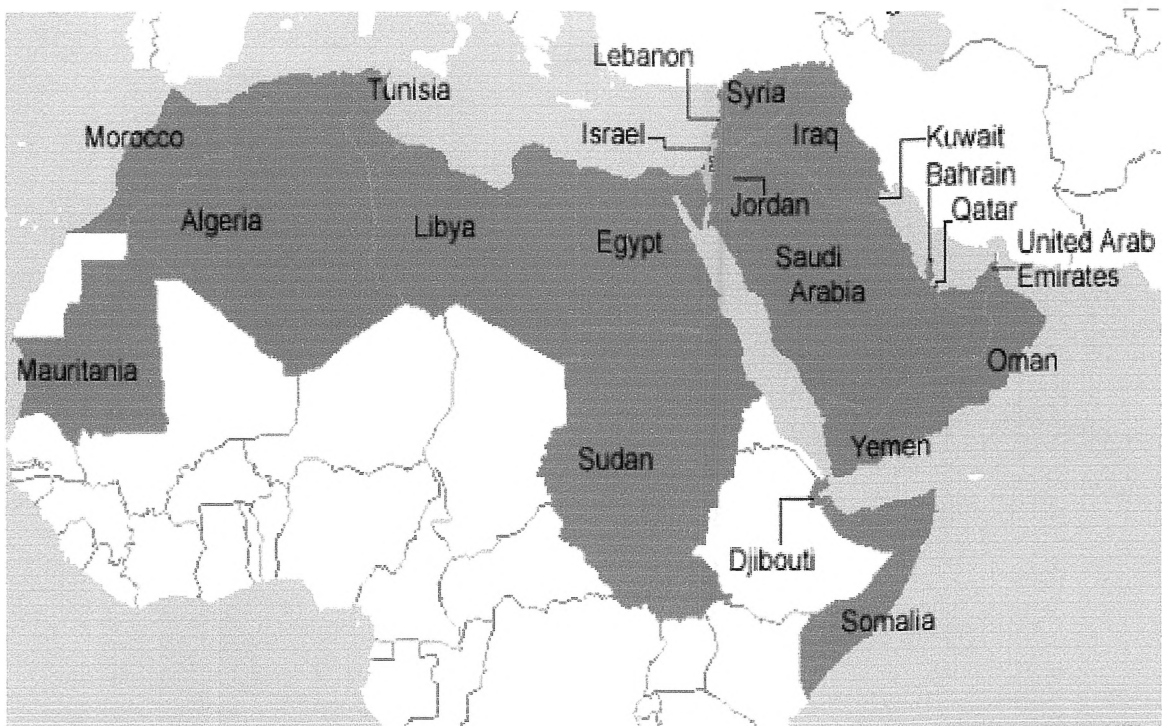 Lebanon
Tunisia
Syria
Morocco
Israel
Iraq
Kuwait
Bahrain
Jordan
Qatar
Algeria
Libya
Egypt
Saudi
Arabia
United Arab
Emirates
Mauritania
Oman
Sudan
Yemen
Djibouti
Somalia